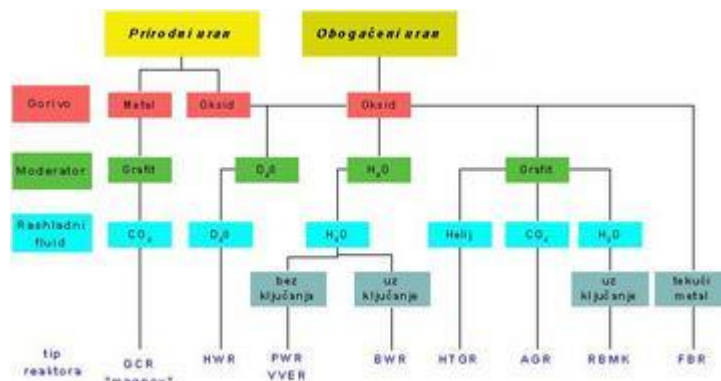 Prirodni uran
Obogaćeni uran
Gorivo
Metal
Oksid
Oksid
Moderator
Grafit
D₂O
H₂O
Grafit
Rashladni
fluid
CO₂
D₂O
H₂O
Helij
CO₂
H₂O
bez
ključanja
uz
ključanje
uz
ključanje
tekući
metal
tip
reaktora
GCR
"magnox"
HWR
PWR
VVER
BWR
HTGR
AGR
RBMK
FBR